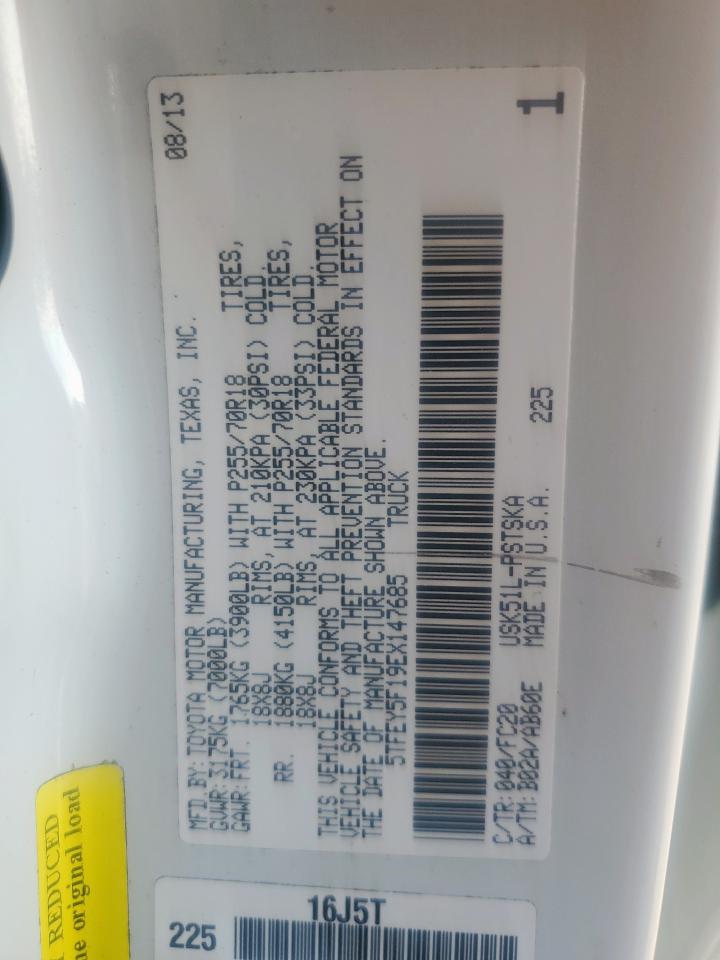 MFD BY: TOYOTA MOTOR MANUFACTURING, TEXAS, INC. 08/13
GVWR: 3175KG (7000LB)
GAWR: FRT. 1765KG (3900LB) WITH P255/70R18 TIRES,
18X8J RIMS, AT 210KPA (30PSI) COLD.
RR. 1880KG (4150LB) WITH P255/70R18 TIRES,
18X8J RIMS, AT 230KPA (33PSI) COLD.
THIS VEHICLE CONFORMS TO ALL APPLICABLE FEDERAL MOTOR
VEHICLE SAFETY AND THEFT PREVENTION STANDARDS IN EFFECT ON
THE DATE OF MANUFACTURE SHOWN ABOVE.
5TFEY5F19EX147685 TRUCK
C/TR: 040/FC20 USK51L-PSTSKA
A/TM: B02A/AB60E MADE IN U.S.A. 225
1
REDUCED
original load
16J5T
225